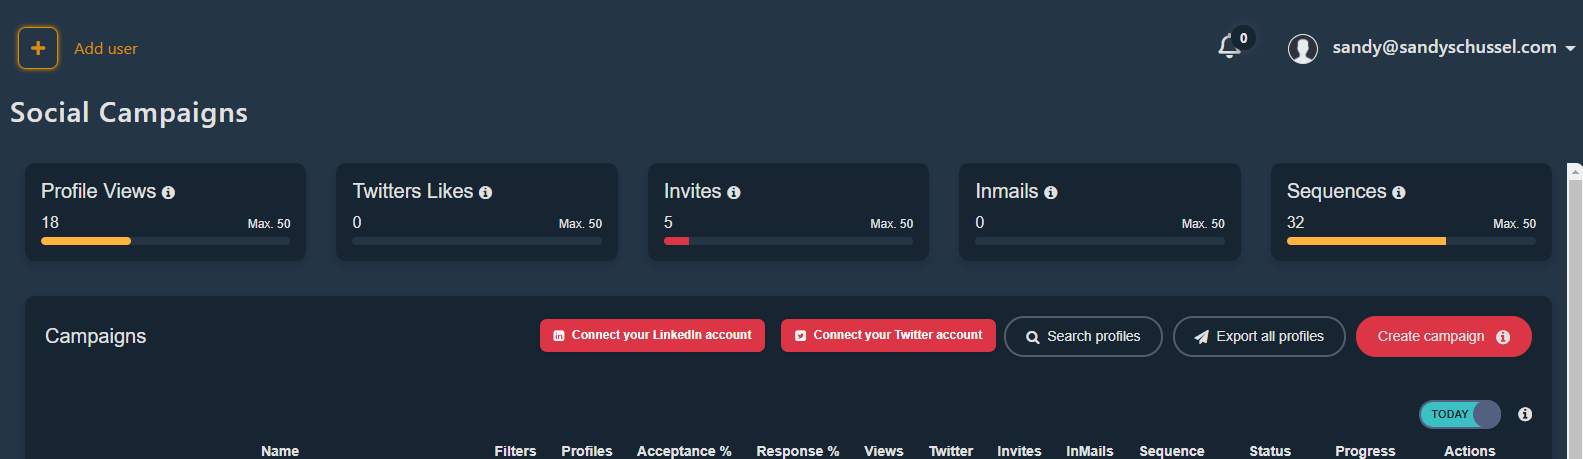 Add user
0
sandy@sandyschussel.com
Social Campaigns
Profile Views
18 Max. 50
Twitters Likes
0 Max. 50
Invites
5 Max. 50
Inmails
0 Max. 50
Sequences
32 Max. 50
Campaigns
Connect your LinkedIn account
Connect your Twitter account
Search profiles
Export all profiles
Create campaign
TODAY
Name Filters Profiles Acceptance % Response % Views Twitter Invites InMails Sequence Status Progress Actions